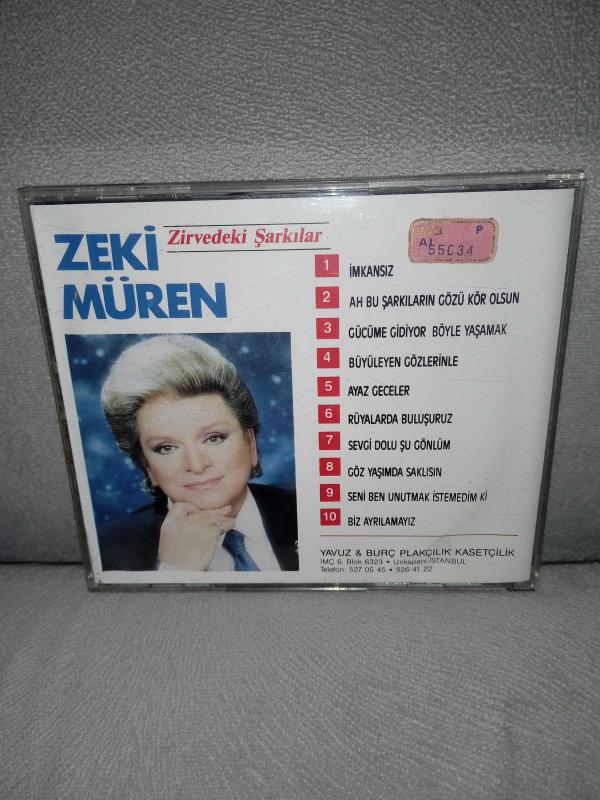 ZEKİ
MÜREN
Zirvedeki Şarkılar
P
AL
55034
1 İMKANSIZ
2 AH BU ŞARKILARIN GÖZÜ KÖR OLSUN
3 GÜCÜME GİDİYOR BÖYLE YAŞAMAK
4 BÜYÜLEYEN GÖZLERİNLE
5 AYAZ GECELER
6 RÜYALARDA BULUŞURUZ
7 SEVGİ DOLU ŞU GÖNLÜM
8 GÖZ YAŞIMDA SAKLISIN
9 SENİ BEN UNUTMAK İSTEMEDİM Kİ
10 BİZ AYRILAMAYIZ
YAVUZ & BURÇ PLAKÇILIK KASETÇİLİK
İMÇ 6. Blok 6323 • Unkapanı-İSTANBUL
Telefon: 527 05 45 • 526 41 22